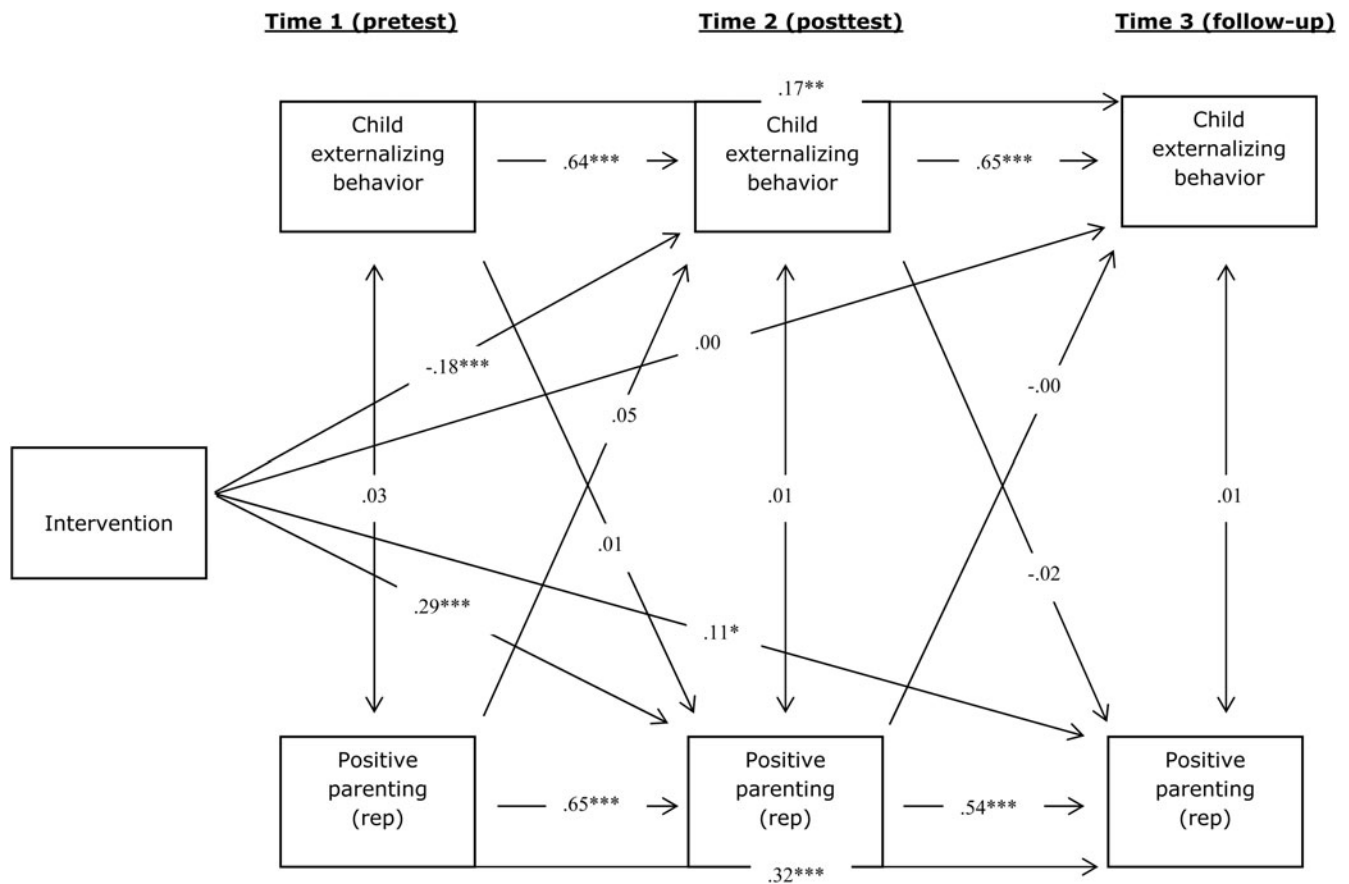 Time 1 (pretest)
Time 2 (posttest)
Time 3 (follow-up)
.17**
Child
externalizing
behavior
.64***
Child
externalizing
behavior
.65***
Child
externalizing
behavior
-.18***
.00
.05
-.00
Intervention
.03
.01
.01
.01
-.02
.29***
.11*
Positive
parenting
(rep)
.65***
Positive
parenting
(rep)
.54***
Positive
parenting
(rep)
.32***